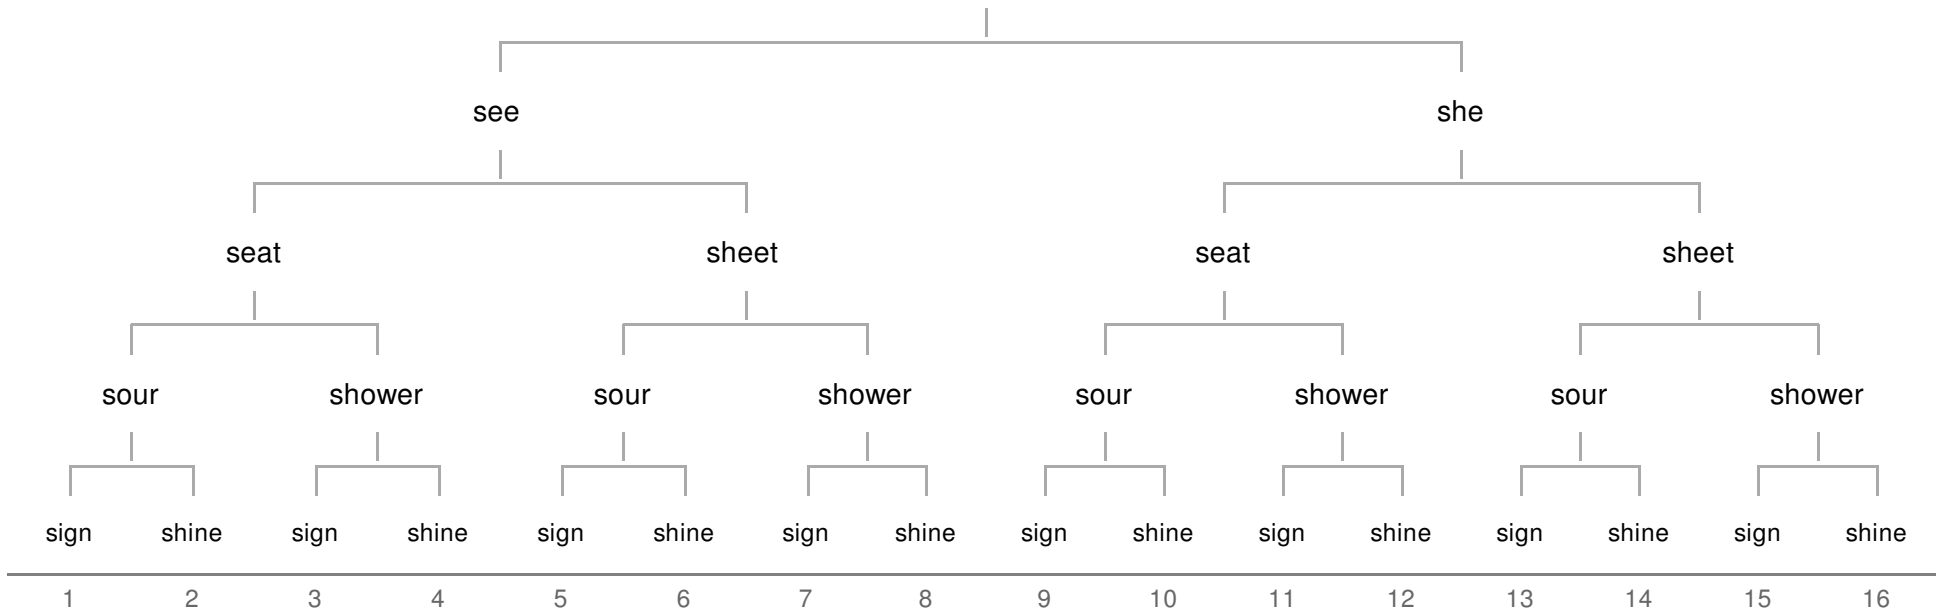 see she
seat sheet seat sheet
sour shower sour shower sour shower sour shower
sign shine sign shine sign shine sign shine sign shine sign shine sign shine sign shine
1 2 3 4 5 6 7 8 9 10 11 12 13 14 15 16